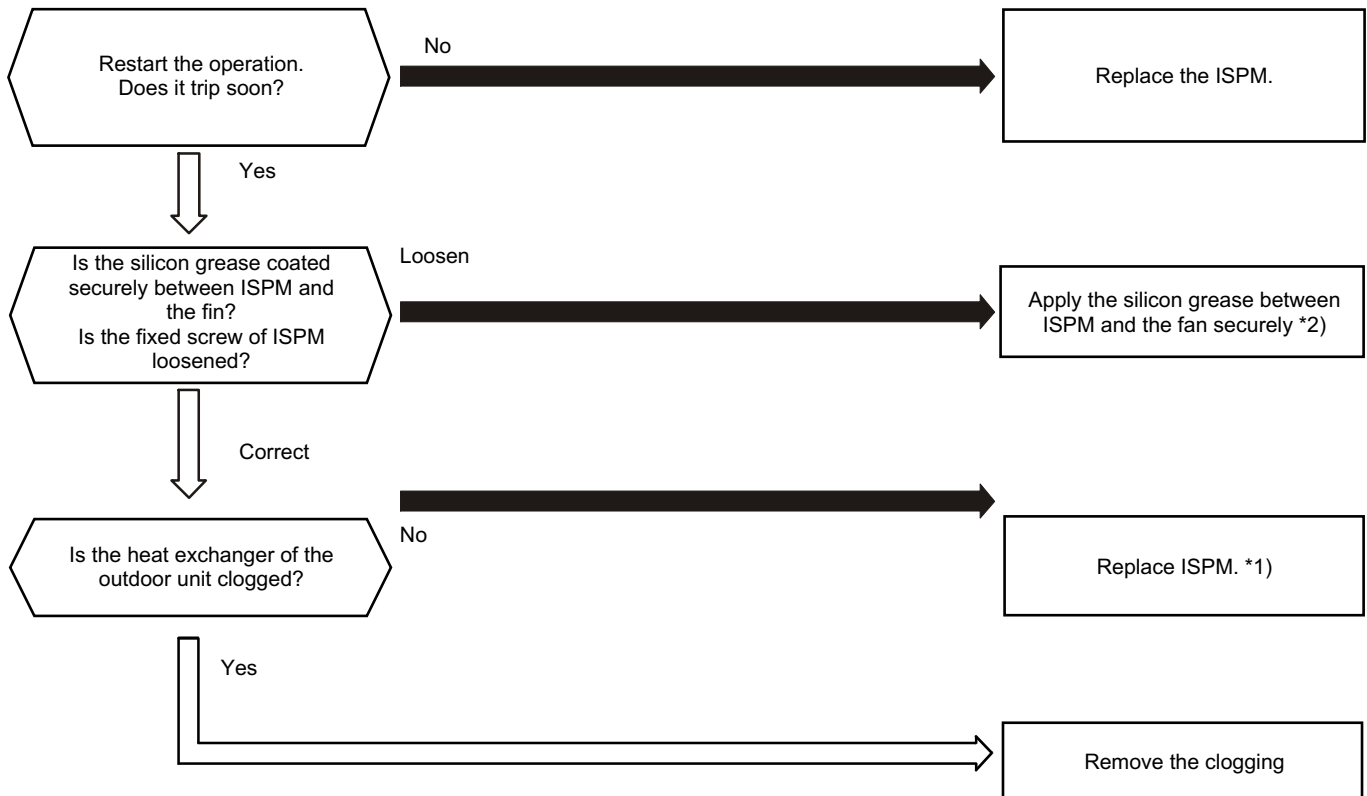 Restart the operation.
Does it trip soon?
No
Replace the ISPM.
Yes
Is the silicon grease coated
securely between ISPM and
the fin?
Is the fixed screw of ISPM
loosened?
Loosen
Apply the silicon grease between
ISPM and the fan securely *2)
Correct
Is the heat exchanger of the
outdoor unit clogged?
No
Replace ISPM. *1)
Yes
Remove the clogging